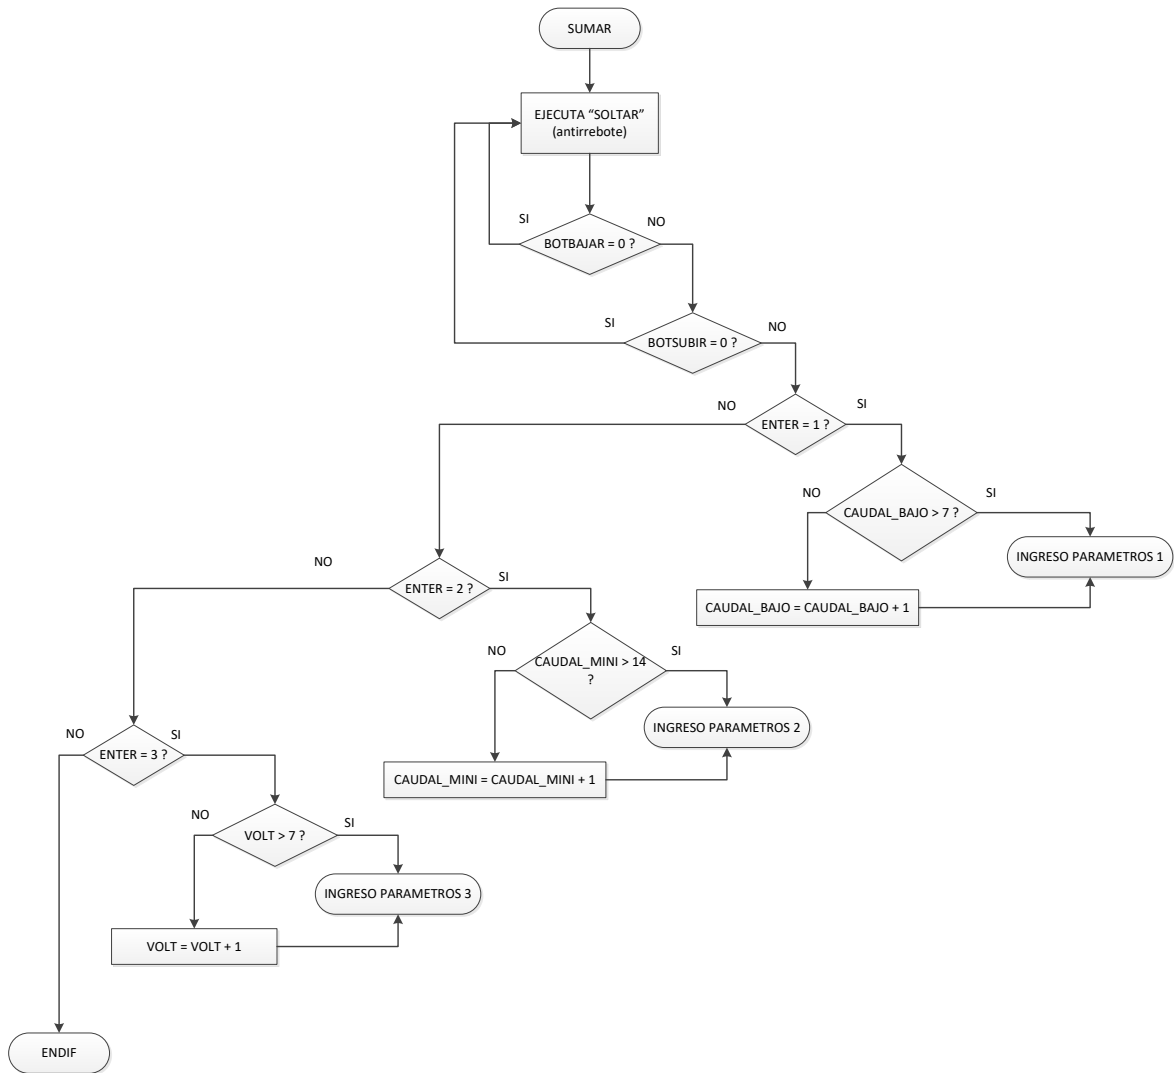 SUMAR
EJECUTA “SOLTAR”
(antirrebote)
SI
NO
BOTBAJAR = 0 ?
SI
NO
BOTSUBIR = 0 ?
NO
SI
ENTER = 1 ?
NO
SI
CAUDAL_BAJO > 7 ?
INGRESO PARAMETROS 1
CAUDAL_BAJO = CAUDAL_BAJO + 1
NO
SI
ENTER = 2 ?
NO
SI
CAUDAL_MINI > 14
?
INGRESO PARAMETROS 2
CAUDAL_MINI = CAUDAL_MINI + 1
NO
SI
ENTER = 3 ?
NO
SI
VOLT > 7 ?
INGRESO PARAMETROS 3
VOLT = VOLT + 1
ENDIF